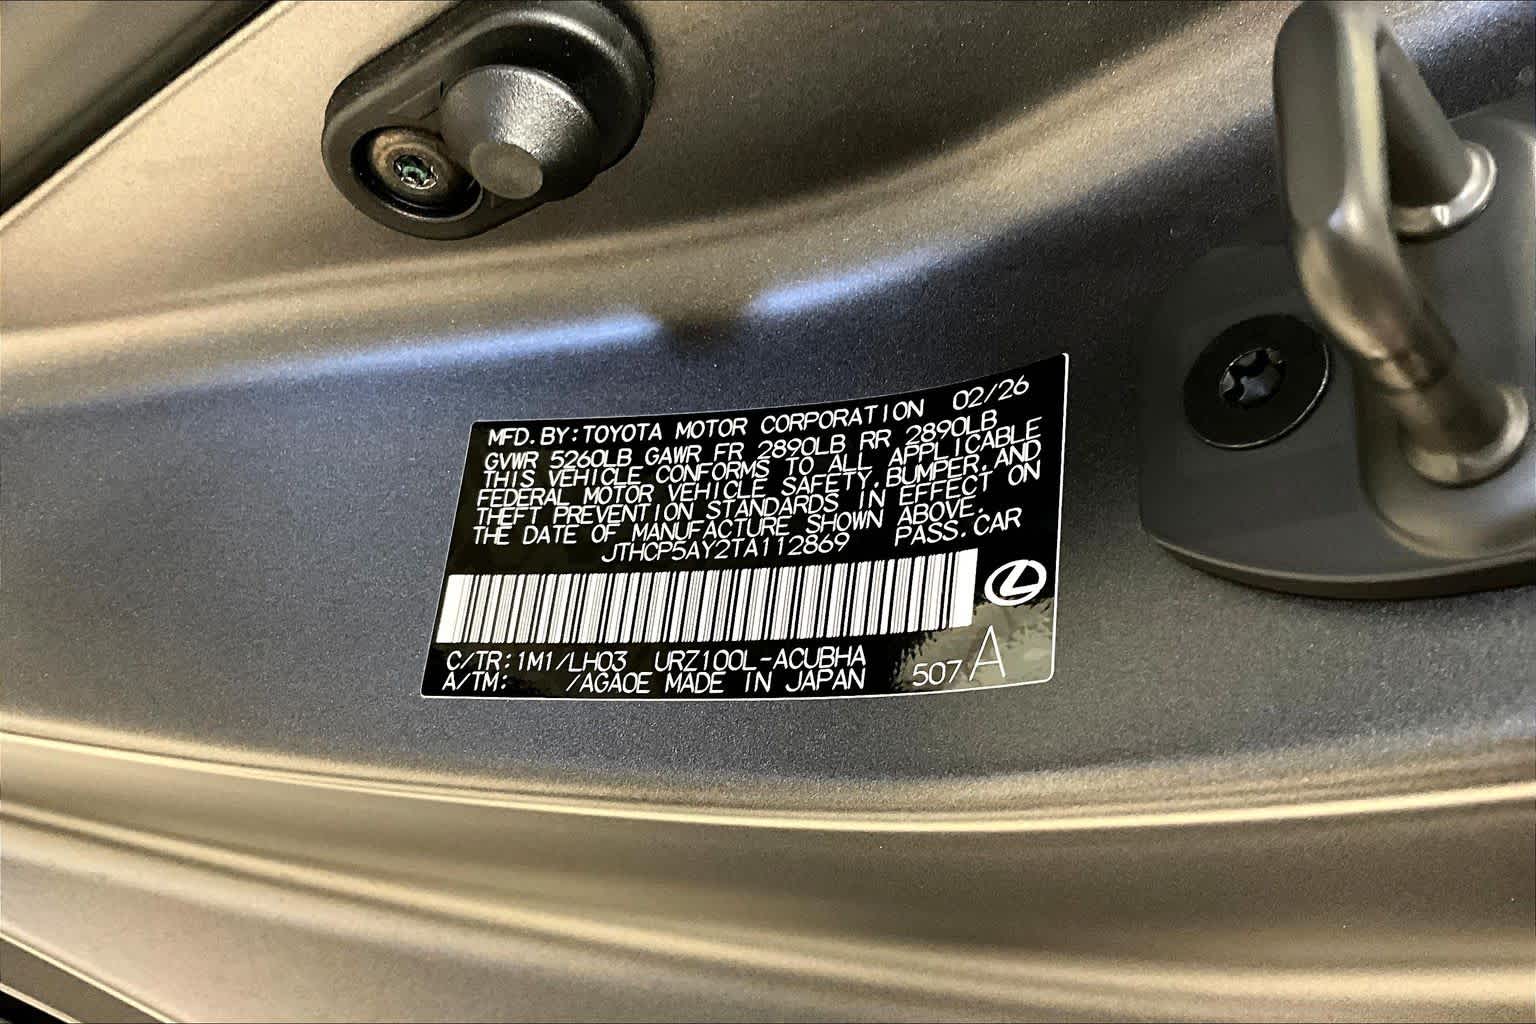 MFD.BY:TOYOTA MOTOR CORPORATION 02/26
GVWR 5260LB GAWR FR 2890LB RR 2890LB
THIS VEHICLE CONFORMS TO ALL APPLICABLE
FEDERAL MOTOR VEHICLE SAFETY,BUMPER,AND
THEFT PREVENTION STANDARDS IN EFFECT ON
THE DATE OF MANUFACTURE SHOWN ABOVE.
JTHCP5AY2TA112869 PASS.CAR
C/TR:1M1/LH03 URZ100L-ACUBHA
A/TM: /AGA0E MADE IN JAPAN 507A